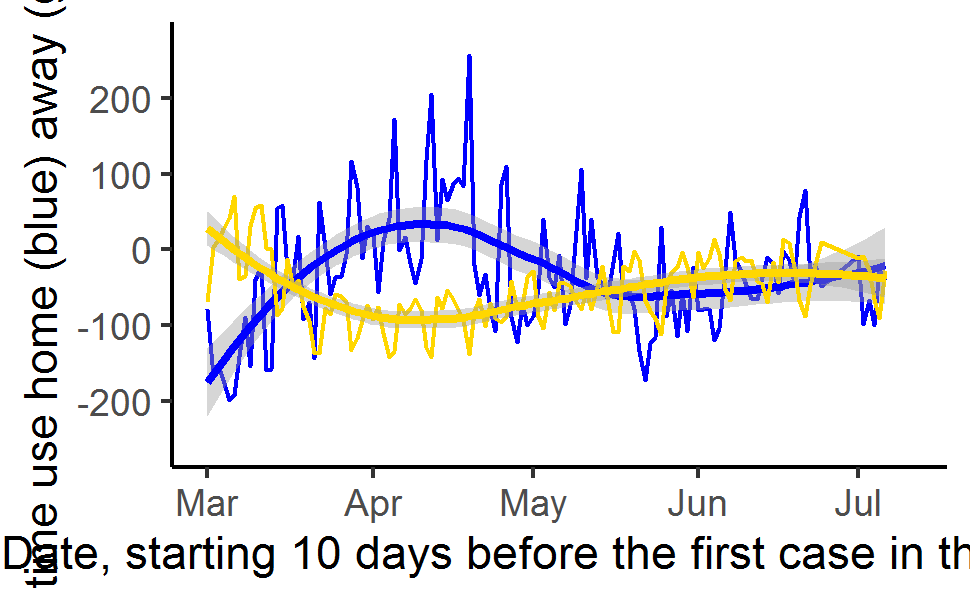 time use home (blue) away (
200
100
0
-100
-200
Mar Apr May Jun Jul
Date, starting 10 days before the first case in th